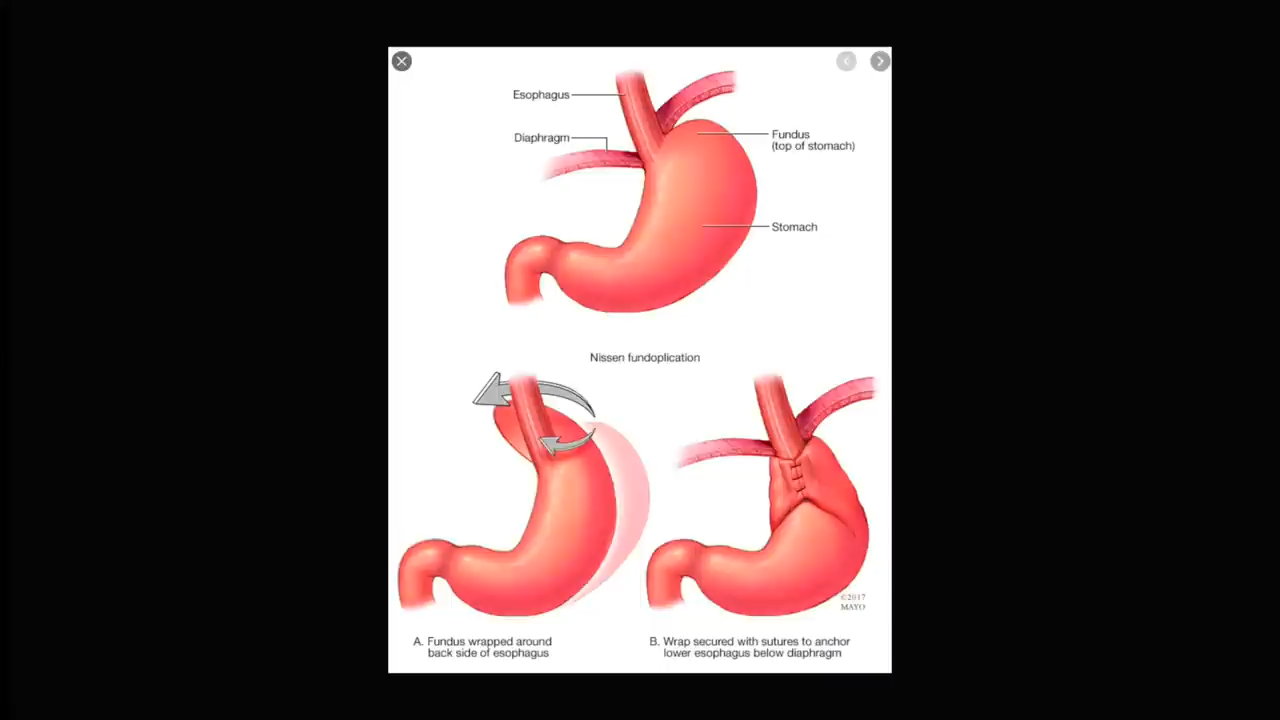 Esophagus
Diaphragm
Fundus
(top of stomach)
Stomach
Nissen fundoplication
©2017
MAYO
A. Fundus wrapped around
back side of esophagus
B. Wrap secured with sutures to anchor
lower esophagus below diaphragm